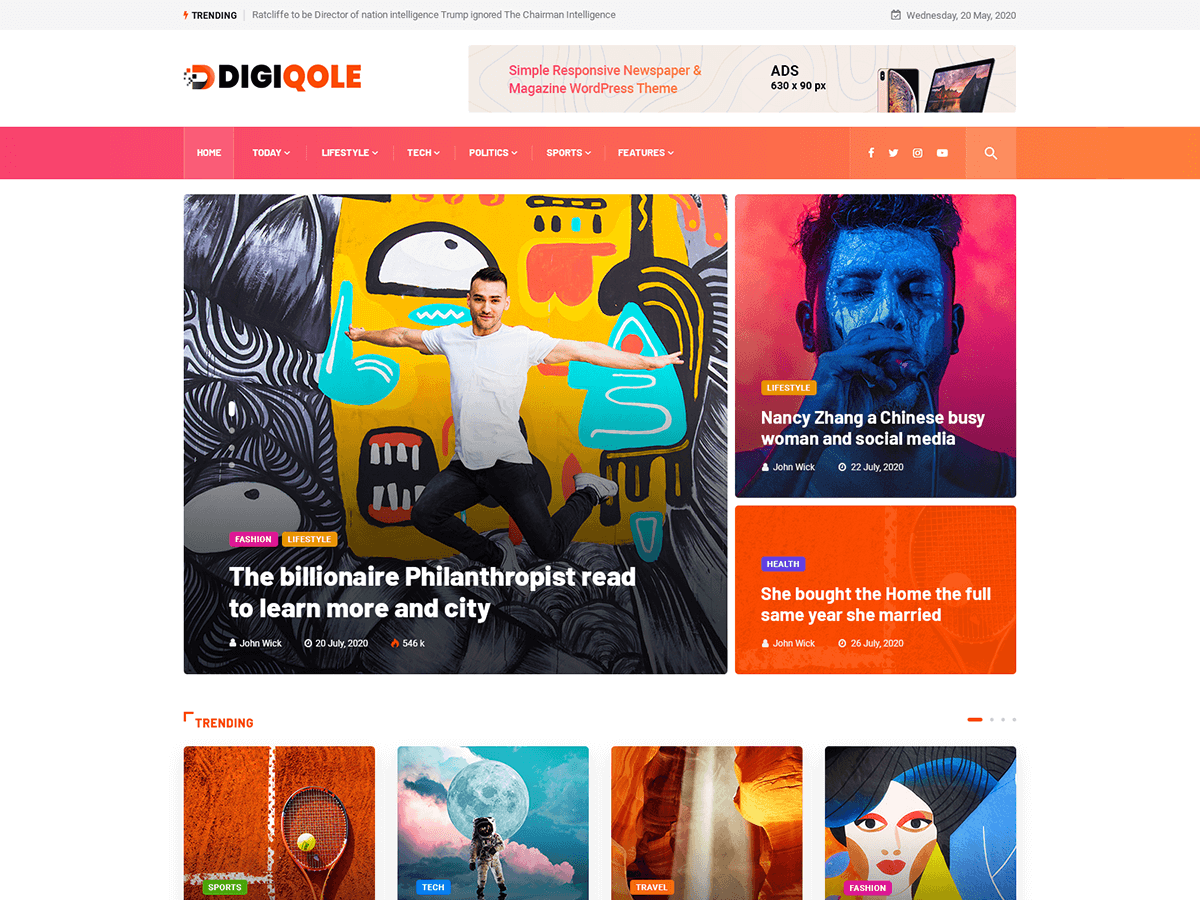 TRENDING
Ratcliffe to be Director of nation intelligence Trump ignored The Chairman Intelligence
Wednesday, 20 May, 2020
DIGIQOLE
Simple Responsive Newspaper &
Magazine WordPress Theme
ADS
630 x 90 px
HOME
TODAY
LIFESTYLE
TECH
POLITICS
SPORTS
FEATURES
FASHION
LIFESTYLE
The billionaire Philanthropist read
to learn more and city
John Wick
20 July, 2020
546 k
LIFESTYLE
Nancy Zhang a Chinese busy
woman and social media
John Wick
22 July, 2020
HEALTH
She bought the Home the full
same year she married
John Wick
26 July, 2020
TRENDING
SPORTS
TECH
TRAVEL
FASHION